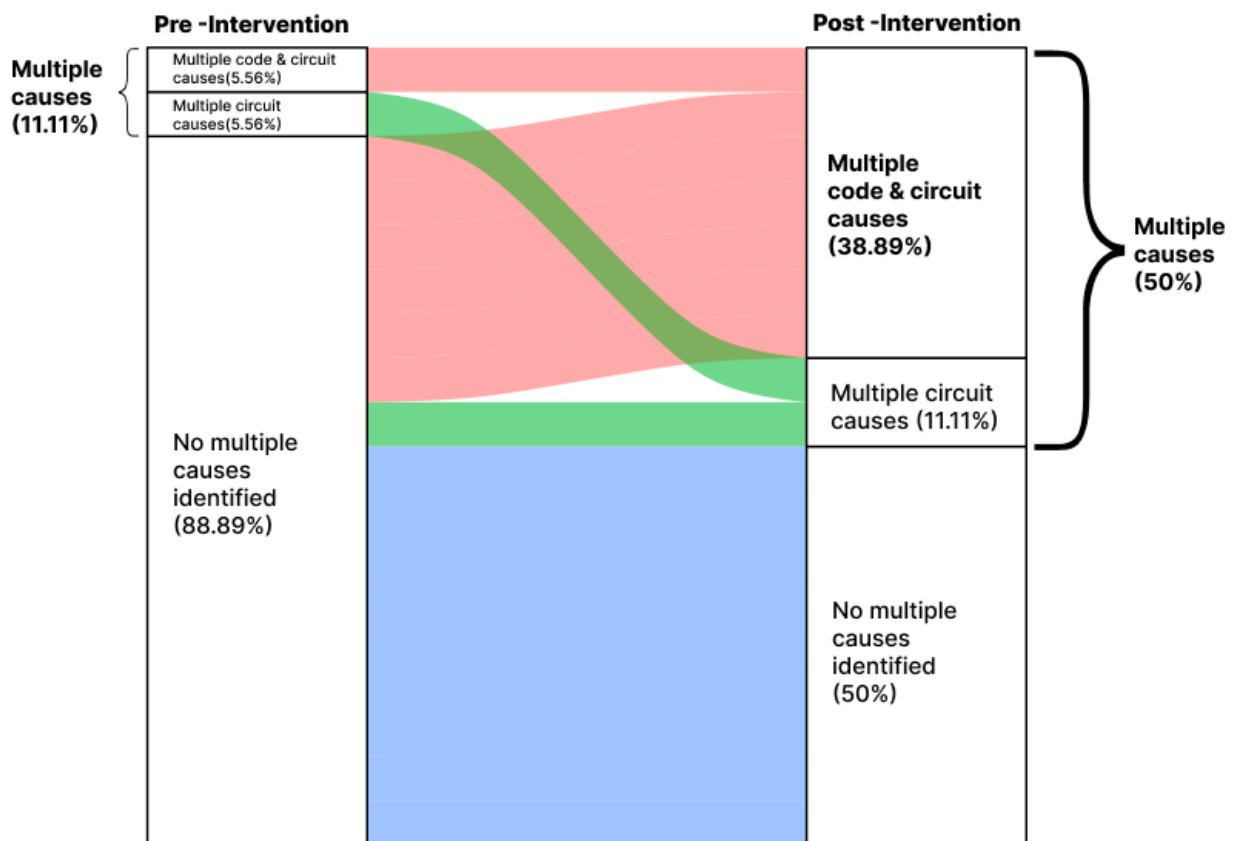 Pre -Intervention
Post -Intervention
Multiple
causes
(11.11%)
Multiple code & circuit
causes(5.56%)
Multiple circuit
causes(5.56%)
No multiple
causes
identified
(88.89%)
Multiple
code & circuit
causes
(38.89%)
Multiple circuit
causes (11.11%)
No multiple
causes
identified
(50%)
Multiple
causes
(50%)